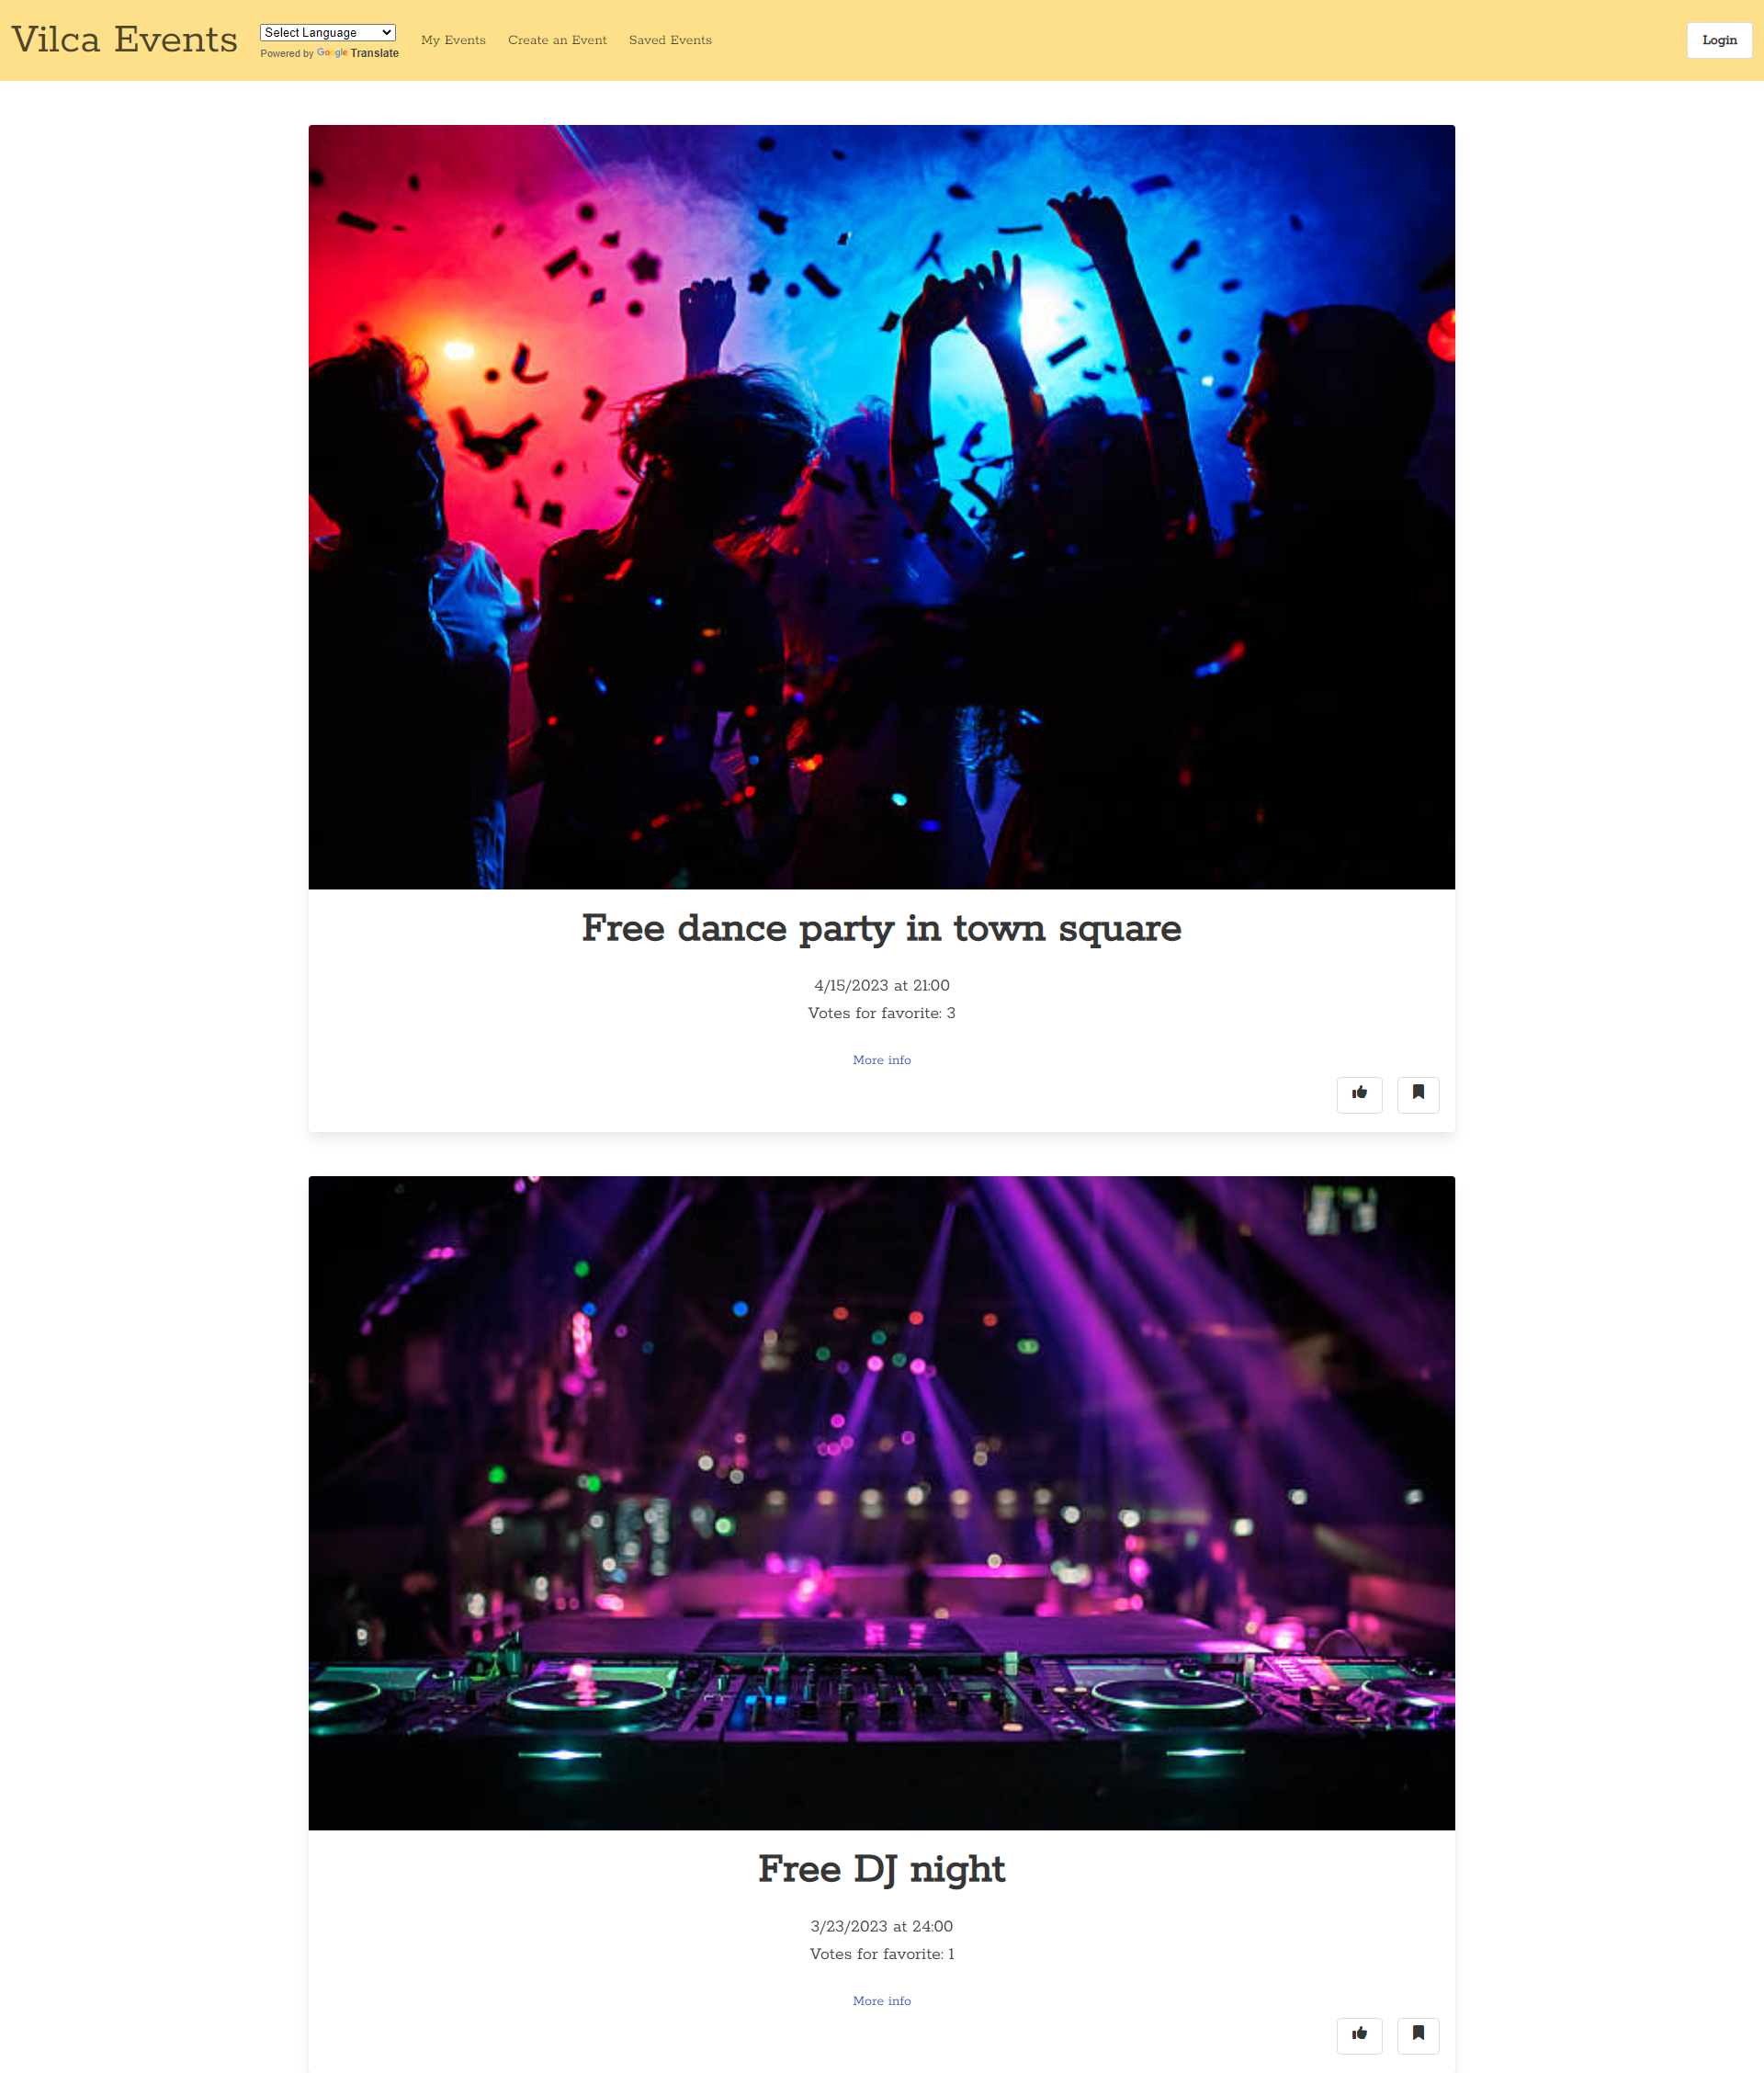 Vilca Events
Select Language
Powered by Google Translate
My Events
Create an Event
Saved Events
Login
Free dance party in town square
4/15/2023 at 21:00
Votes for favorite: 3
More info
Free DJ night
3/23/2023 at 24:00
Votes for favorite: 1
More info